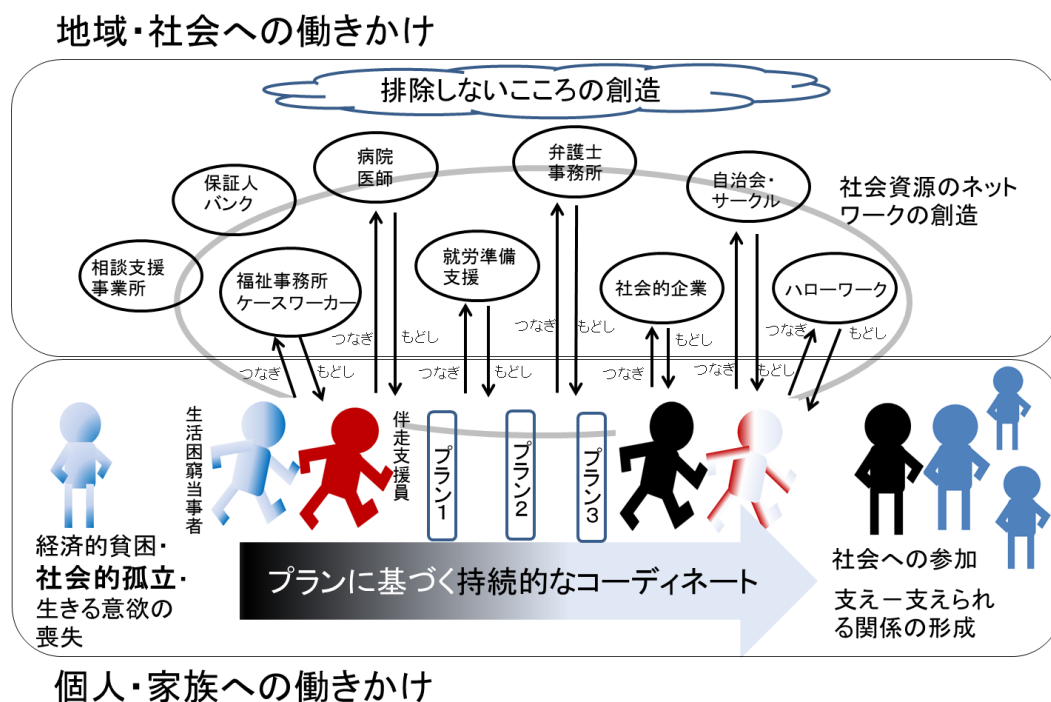 地域・社会への働きかけ
排除しないこころの創造
病院
医師
弁護士
事務所
保証人
バンク
自治会・
サークル
社会資源のネット
ワークの創造
相談支援
事業所
福祉事務所
ケースワーカー
就労準備
支援
社会的企業
ハローワーク
つなぎ
もどし
つなぎ
もどし
もどし
つなぎ
もどし
つなぎ
もどし
つなぎ
もどし
つなぎ
つなぎ
もどし
生活困窮当事者
伴走支援員
プラン1
プラン2
プラン3
経済的貧困・
社会的孤立・
生きる意欲の
喪失
プランに基づく持続的なコーディネート
社会への参加
支え－支えられ
る関係の形成
個人・家族への働きかけ